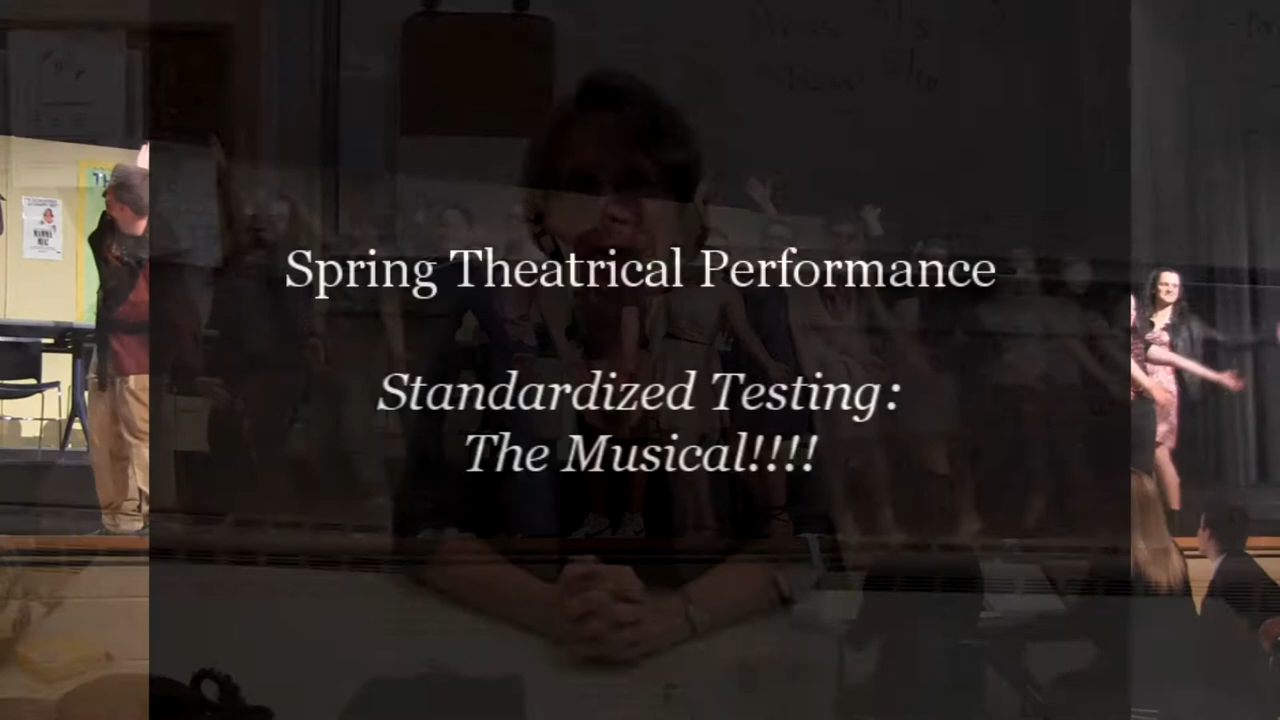 Spring Theatrical Performance
Standardized Testing:
The Musical!!!!